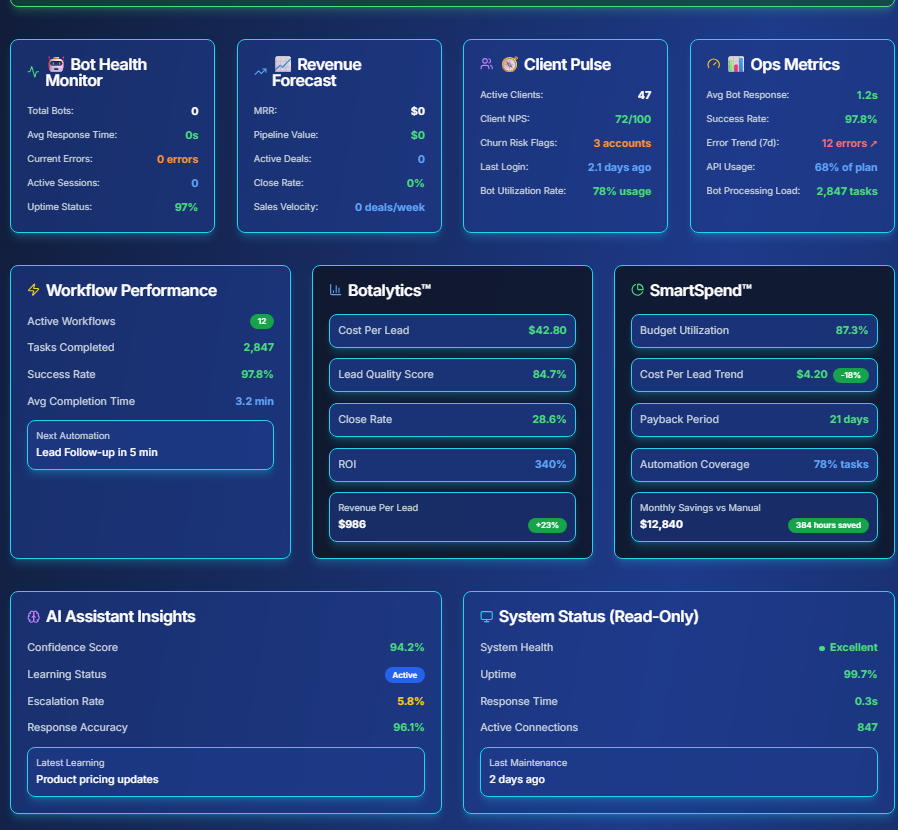 Bot Health Monitor
Total Bots: 0
Avg Response Time: 0s
Current Errors: 0 errors
Active Sessions: 0
Uptime Status: 97%
Revenue Forecast
MRR: $0
Pipeline Value: $0
Active Deals: 0
Close Rate: 0%
Sales Velocity: 0 deals/week
Client Pulse
Active Clients: 47
Client NPS: 72/100
Churn Risk Flags: 3 accounts
Last Login: 2.1 days ago
Bot Utilization Rate: 78% usage
Ops Metrics
Avg Bot Response: 1.2s
Success Rate: 97.8%
Error Trend (7d): 12 errors ↗
API Usage: 68% of plan
Bot Processing Load: 2,847 tasks
Workflow Performance
Active Workflows 12
Tasks Completed 2,847
Success Rate 97.8%
Avg Completion Time 3.2 min
Next Automation
Lead Follow-up in 5 min
Botalytics™
Cost Per Lead $42.80
Lead Quality Score 84.7%
Close Rate 28.6%
ROI 340%
Revenue Per Lead
$986 +23%
SmartSpend™
Budget Utilization 87.3%
Cost Per Lead Trend $4.20 -18%
Payback Period 21 days
Automation Coverage 78% tasks
Monthly Savings vs Manual
$12,840 384 hours saved
AI Assistant Insights
Confidence Score 94.2%
Learning Status Active
Escalation Rate 5.8%
Response Accuracy 96.1%
Latest Learning
Product pricing updates
System Status (Read-Only)
System Health Excellent
Uptime 99.7%
Response Time 0.3s
Active Connections 847
Last Maintenance
2 days ago